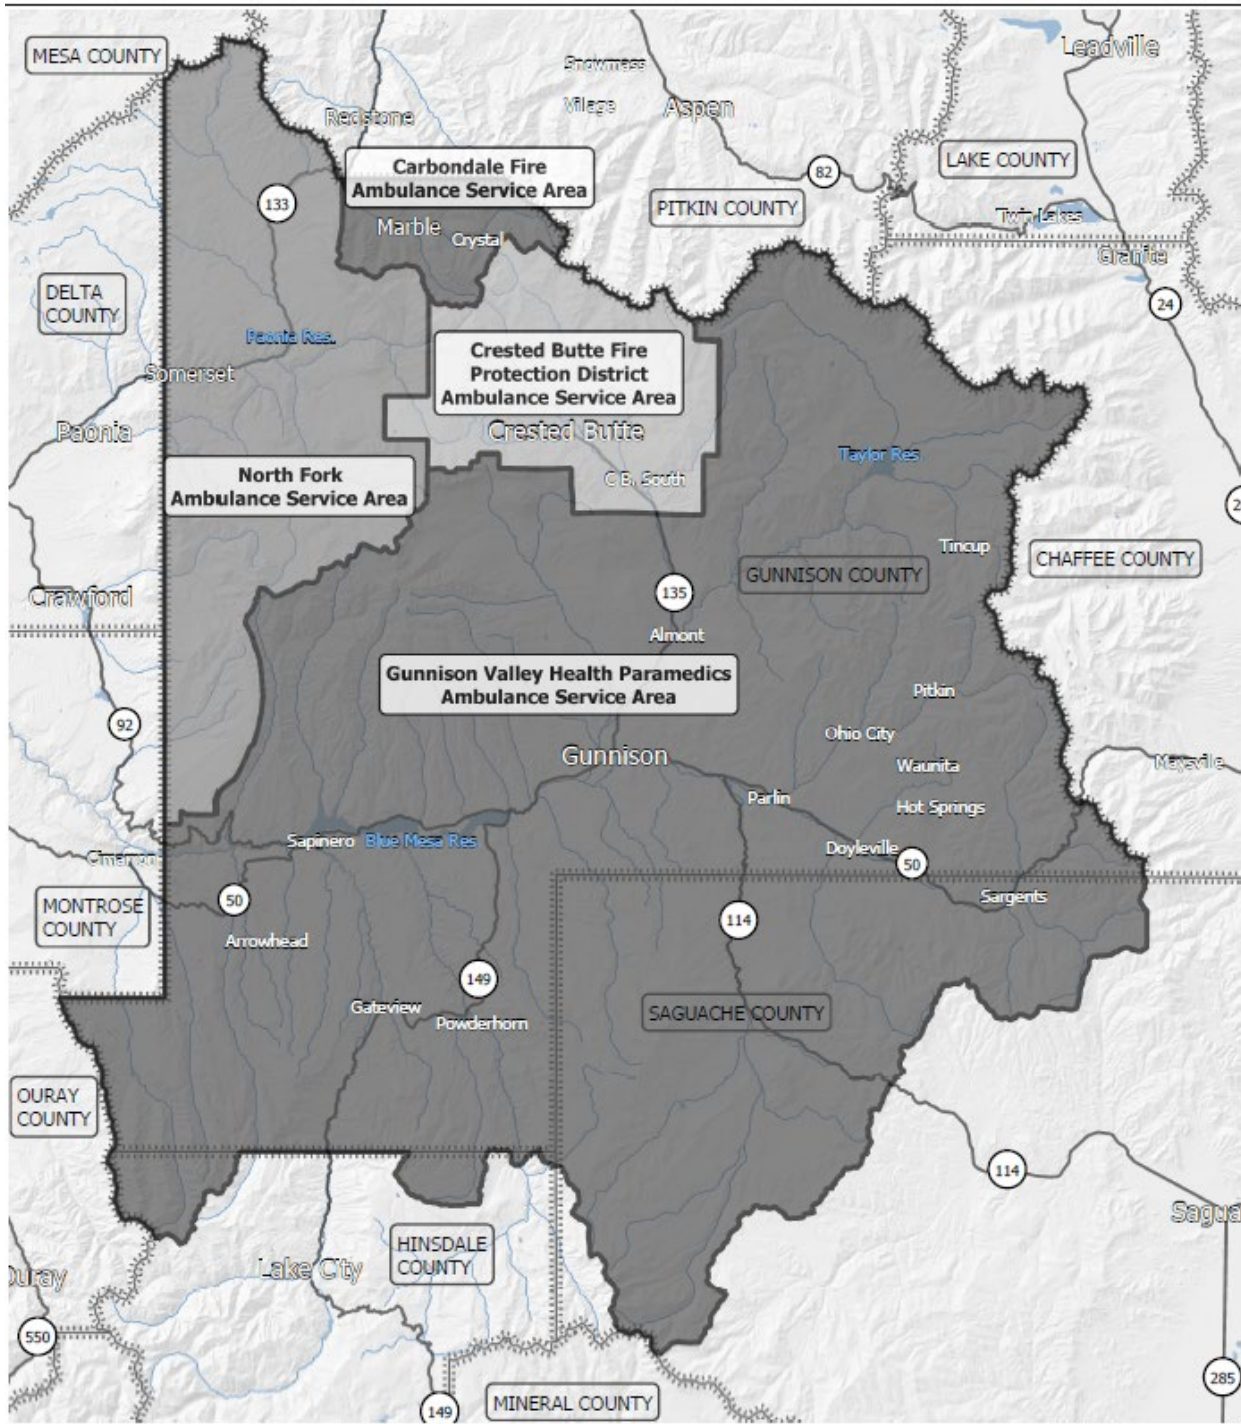 MESA COUNTY
Leadville
Snowmass
Village
Aspen
Redstone
LAKE COUNTY
Carbondale Fire
Ambulance Service Area
82
133
PITKIN COUNTY
Twin Lakes
Marble
Crystal
Granite
DELTA
COUNTY
24
Paonia Res.
Somerset
Crested Butte Fire
Protection District
Ambulance Service Area
Paonia
Crested Butte
Taylor Res
North Fork
Ambulance Service Area
C.B. South
2
Tincup
CHAFFEE COUNTY
GUNNISON COUNTY
Crawford
135
Almont
Gunnison Valley Health Paramedics
Ambulance Service Area
Pitkin
92
Ohio City
Gunnison
Waunita
Maysville
Parlin
Hot Springs
Sapinero
Blue Mesa Res
Doyleville
Cimarron
50
50
Sargents
MONTROSE
COUNTY
114
Arrowhead
149
Gateview
Powderhorn
SAGUACHE COUNTY
OURAY
COUNTY
114
Sagua
HINSDALE
COUNTY
Lake City
Ouray
550
285
MINERAL COUNTY
149